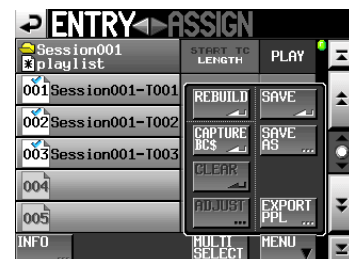 ENTRY ASSIGN
Session001
playlist
START TC
LENGTH
PLAY
001 Session001-T001
002 Session001-T002
003 Session001-T003
004
005
REBUILD
SAVE
CAPTURE
BC$
SAVE
AS ...
CLEAR
ADJUST
...
EXPORT
PPL ...
INFO
...
MULTI
SELECT
MENU